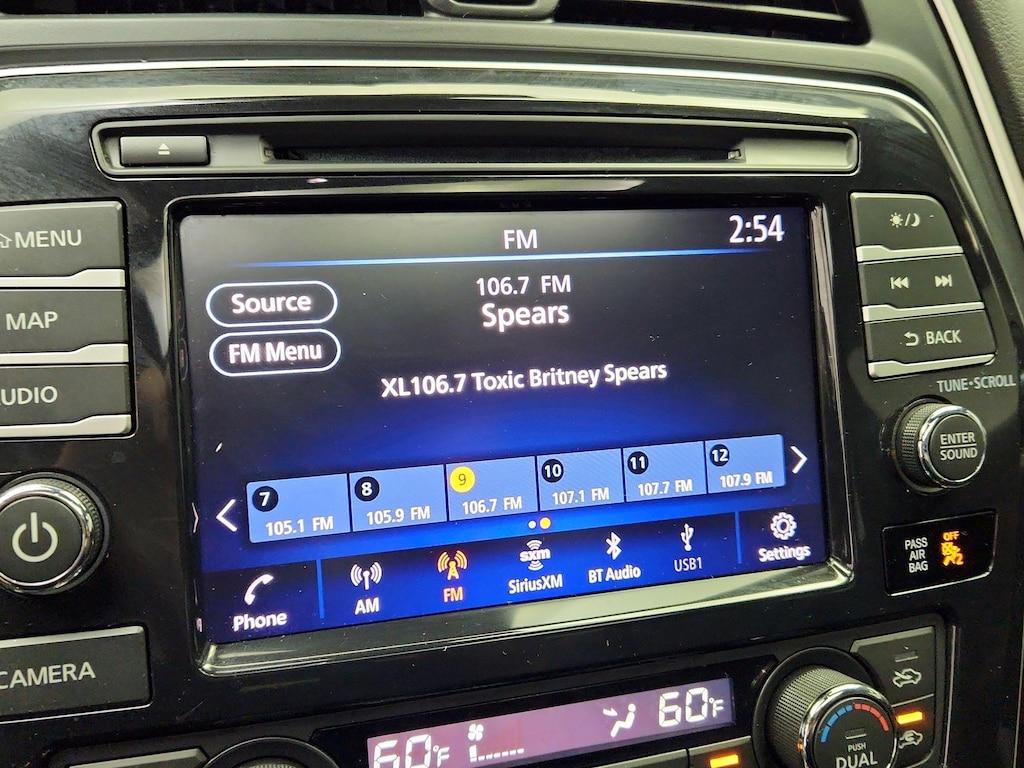 MENU
MAP
UDIO
CAMERA
FM
2:54
Source
FM Menu
106.7 FM
Spears
XL106.7 Toxic Britney Spears
7 105.1 FM
8 105.9 FM
9 106.7 FM
10 107.1 FM
11 107.7 FM
12 107.9 FM
Phone
AM
FM
sxm
SiriusXM
BT Audio
USB1
Settings
BACK
TUNE•SCROLL
ENTER
SOUND
PASS
AIR
BAG
OFF
2
60°F
60°F
PUSH
DUAL